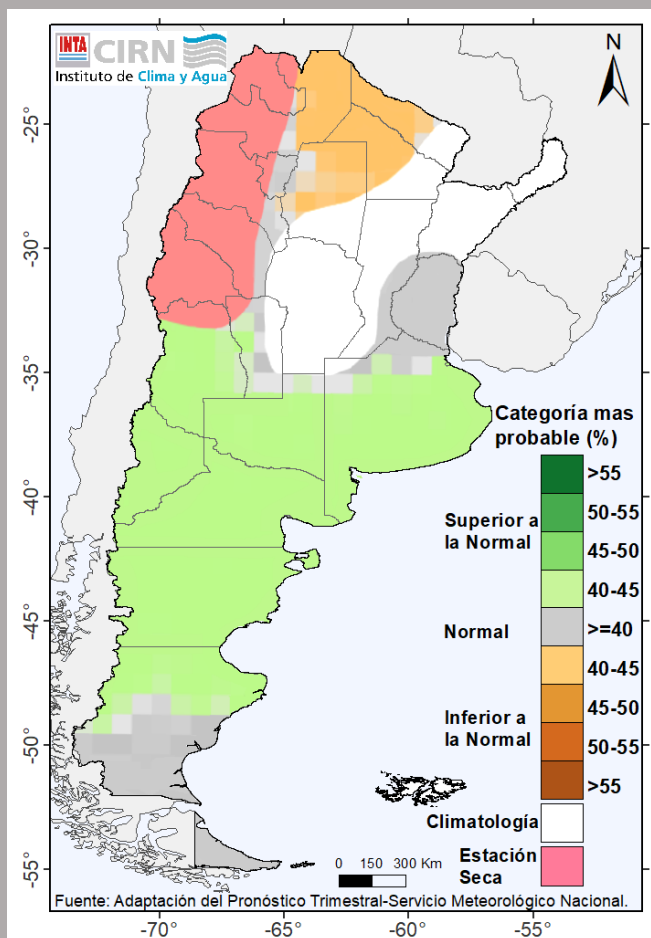 INTA CIRN
Instituto de Clima y Agua
N
-25°
-30°
-35°
-40°
-45°
-50°
-55°
Categoría mas
probable (%)
>55
50-55
Superior a
la Normal
45-50
40-45
Normal
>=40
40-45
45-50
Inferior a
la Normal
50-55
>55
Climatología
Estación
Seca
0 150 300 Km
Fuente: Adaptación del Pronóstico Trimestral-Servicio Meteorológico Nacional.
-70° -65° -60° -55°